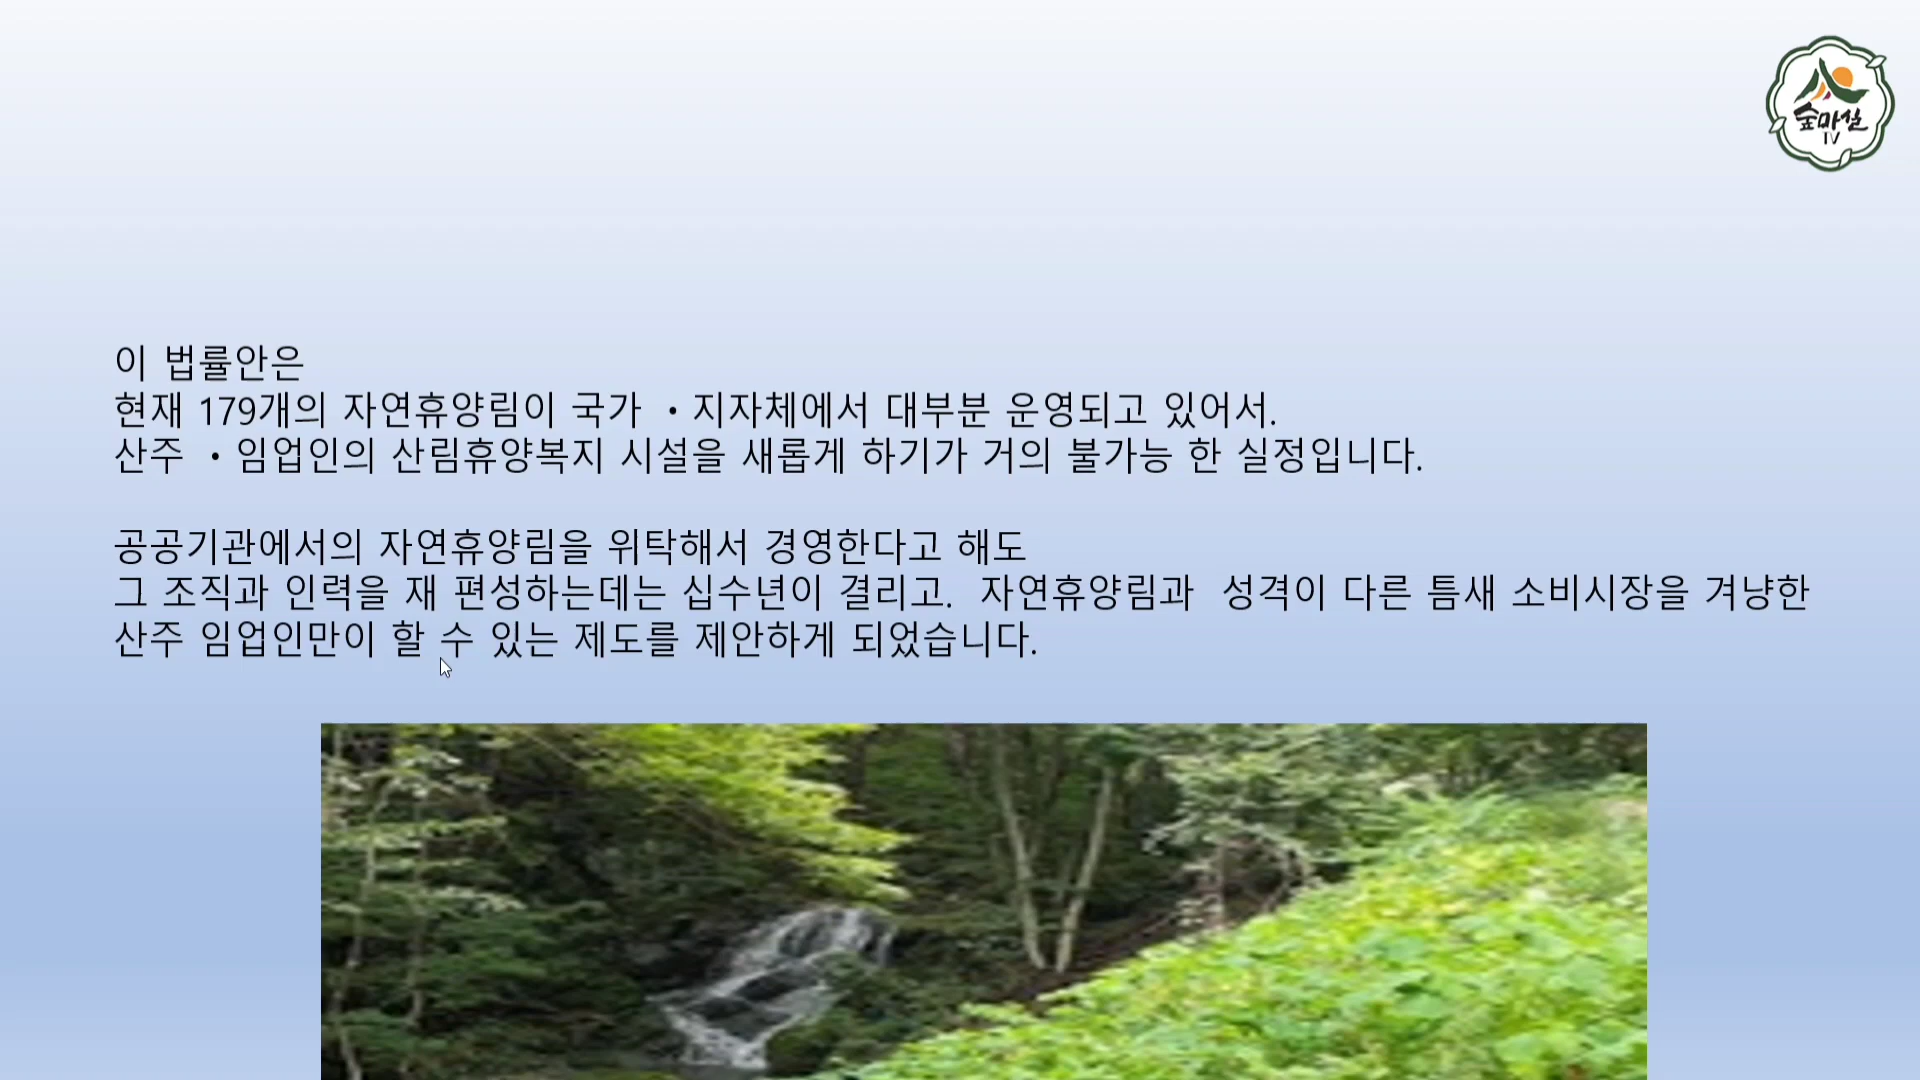 숲마실
TV
이 법률안은
현재 179개의 자연휴양림이 국가 •지자체에서 대부분 운영되고 있어서.
산주 •임업인의 산림휴양복지 시설을 새롭게 하기가 거의 불가능 한 실정입니다.
공공기관에서의 자연휴양림을 위탁해서 경영한다고 해도
그 조직과 인력을 재 편성하는데는 십수년이 결리고. 자연휴양림과 성격이 다른 틈새 소비시장을 겨냥한
산주 임업인만이 할 수 있는 제도를 제안하게 되었습니다.